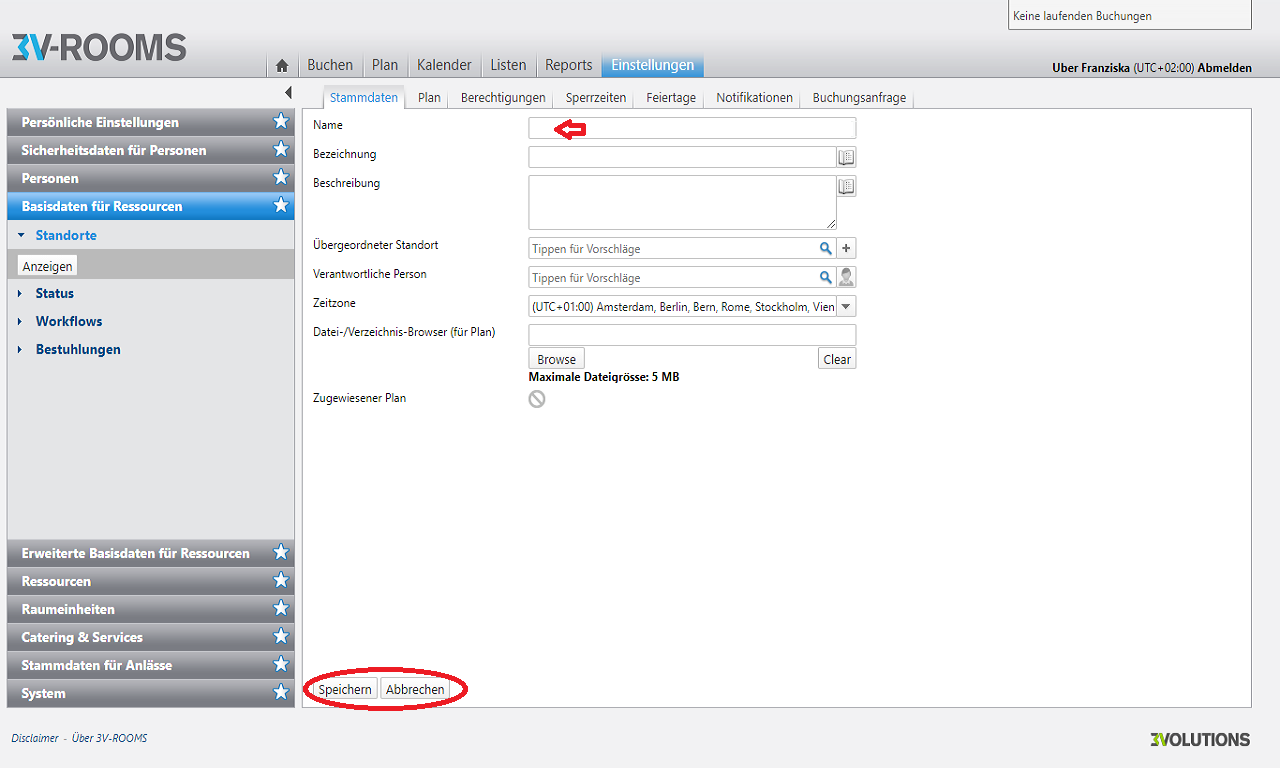 Keine laufenden Buchungen
3V-ROOMS
Buchen Plan Kalender Listen Reports Einstellungen
Uber Franziska (UTC+02:00) Abmelden
Stammdaten Plan Berechtigungen Sperrzeiten Feiertage Notifikationen Buchungsanfrage
Persönliche Einstellungen
Sicherheitsdaten für Personen
Personen
Basisdaten für Ressourcen
Standorte
Anzeigen
Status
Workflows
Bestuhlungen
Erweiterte Basisdaten für Ressourcen
Ressourcen
Raumeinheiten
Catering & Services
Stammdaten für Anlässe
System
Name
Bezeichnung
Beschreibung
Übergeordneter Standort Tippen für Vorschläge
Verantwortliche Person Tippen für Vorschläge
Zeitzone (UTC+01:00) Amsterdam, Berlin, Bern, Rome, Stockholm, Vien
Datei-/Verzeichnis-Browser (für Plan)
Browse Clear
Maximale Dateigrösse: 5 MB
Zugewiesener Plan
Speichern Abbrechen
Disclaimer - Über 3V-ROOMS
3VOLUTIONS